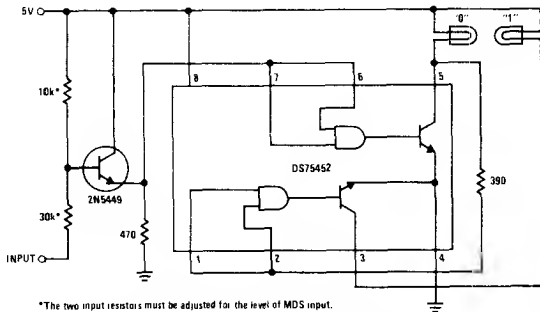 5V
"0" "1"
8 7 6 5
10k*
DS75452
2N5449
390
30k*
470
INPUT
1 2 3 4
*The two input resistors must be adjusted for the level of MDS input.